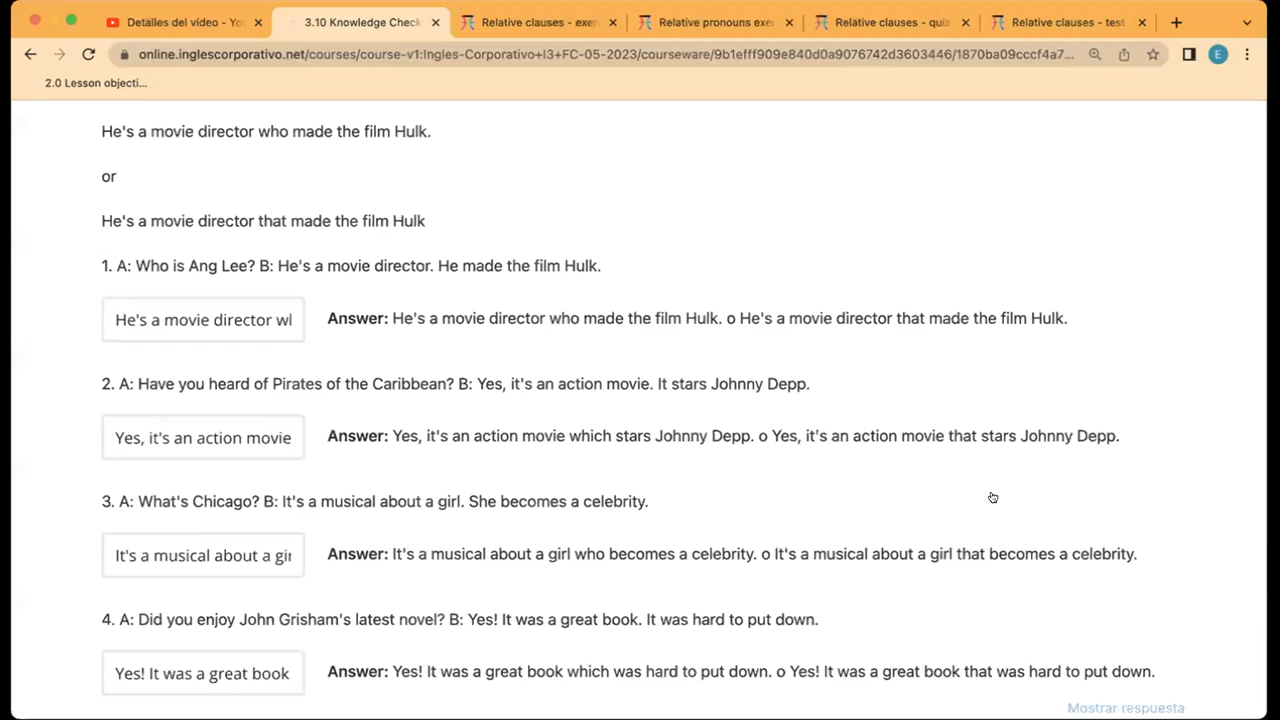 Detalles del vídeo - You
3.10 Knowledge Check
Relative clauses - exer
Relative pronouns exer
Relative clauses - quiz
Relative clauses - test
online.inglescorporativo.net/courses/course-v1:Ingles-Corporativo+I3+FC-05-2023/courseware/9b1efff909e840d0a9076742d3603446/1870ba09cccf4a7...
E
2.0 Lesson objecti...
He's a movie director who made the film Hulk.
or
He's a movie director that made the film Hulk
1. A: Who is Ang Lee? B: He's a movie director. He made the film Hulk.
He's a movie director wh Answer: He's a movie director who made the film Hulk. o He's a movie director that made the film Hulk.
2. A: Have you heard of Pirates of the Caribbean? B: Yes, it's an action movie. It stars Johnny Depp.
Yes, it's an action movie Answer: Yes, it's an action movie which stars Johnny Depp. o Yes, it's an action movie that stars Johnny Depp.
3. A: What's Chicago? B: It's a musical about a girl. She becomes a celebrity.
It's a musical about a gir Answer: It's a musical about a girl who becomes a celebrity. o It's a musical about a girl that becomes a celebrity.
4. A: Did you enjoy John Grisham's latest novel? B: Yes! It was a great book. It was hard to put down.
Yes! It was a great book Answer: Yes! It was a great book which was hard to put down. o Yes! It was a great book that was hard to put down.
Mostrar respuesta